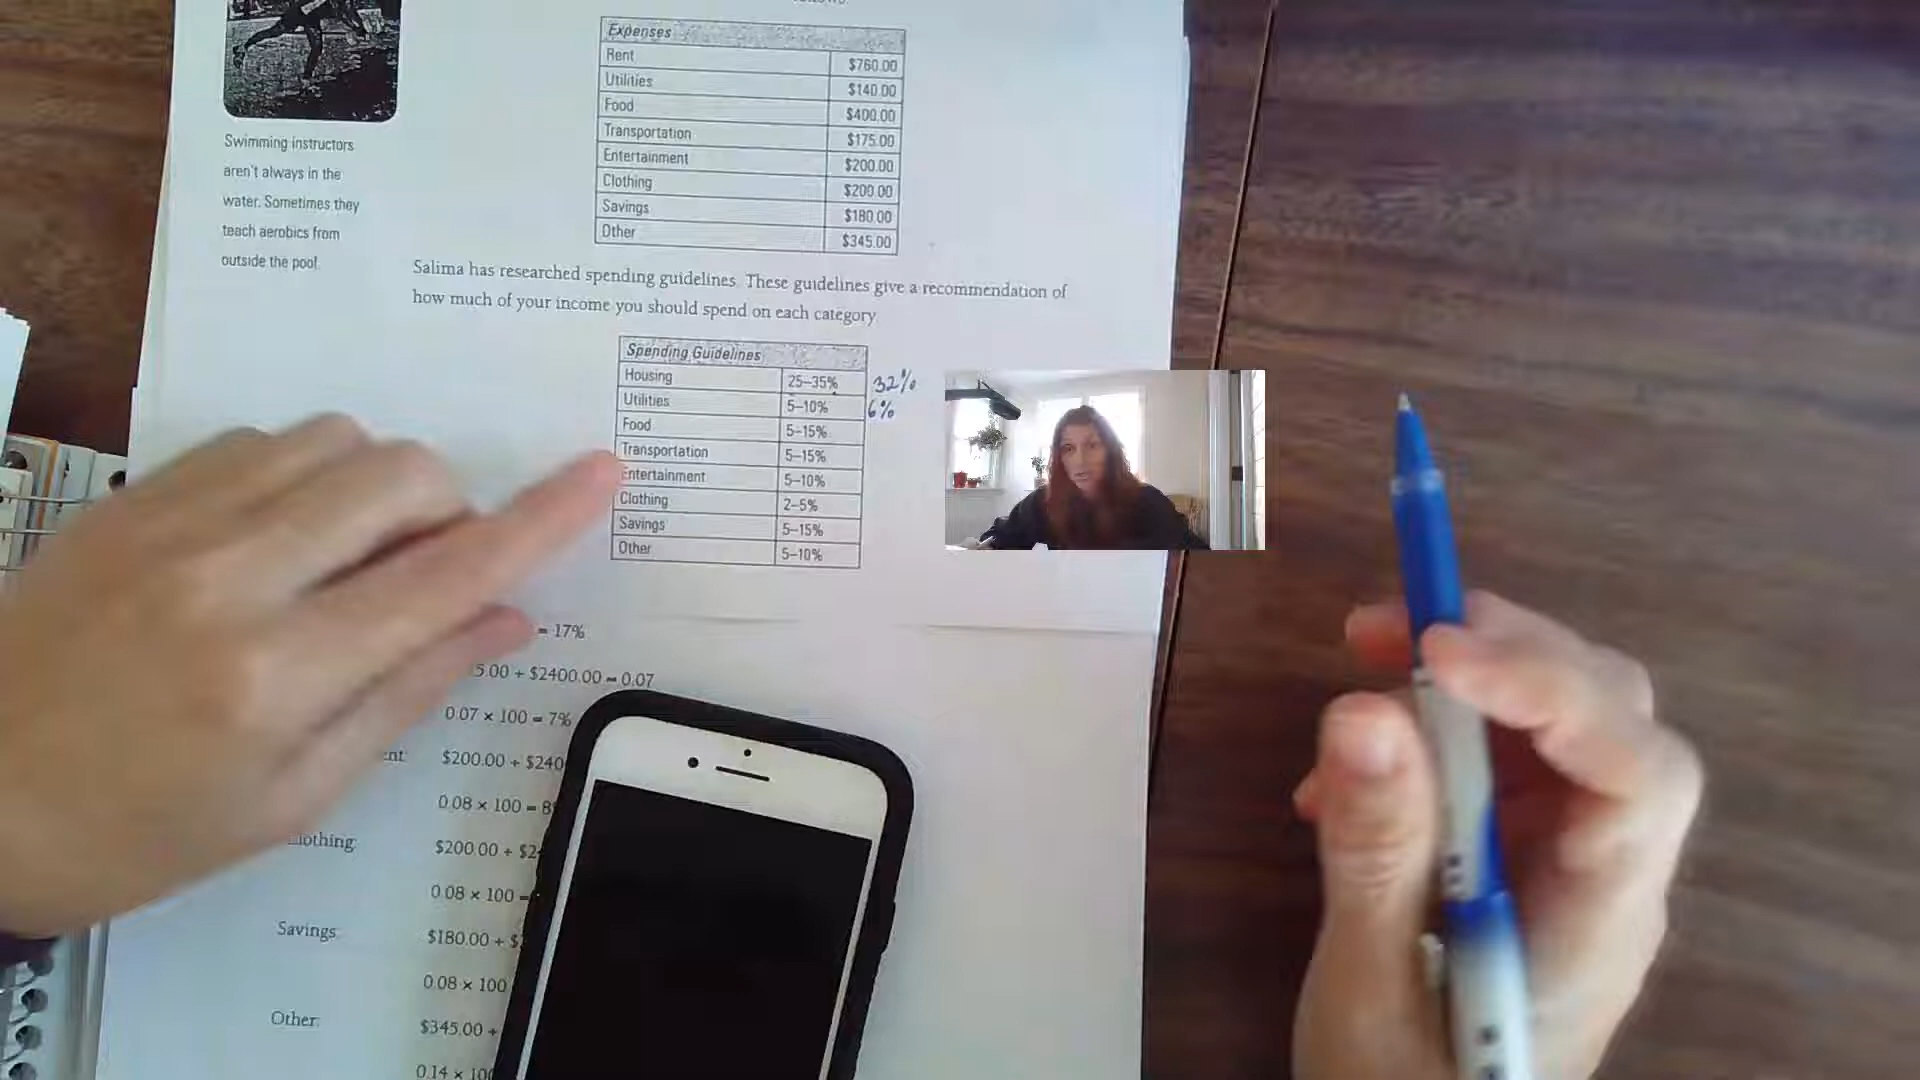 Expenses
Rent $760.00
Utilities $140.00
Food $400.00
Transportation $175.00
Entertainment $200.00
Clothing $200.00
Savings $180.00
Other $345.00
Swimming instructors
aren't always in the
water. Sometimes they
teach aerobics from
outside the pool.
Salima has researched spending guidelines. These guidelines give a recommendation of
how much of your income you should spend on each category.
Spending Guidelines
Housing 25–35% 32%
Utilities 5–10% 6%
Food 5–15%
Transportation 5–15%
Entertainment 5–10%
Clothing 2–5%
Savings 5–15%
Other 5–10%
= 17%
5.00 ÷ $2400.00 = 0.07
0.07 × 100 = 7%
nt: $200.00 ÷ $240
0.08 × 100 = 8
lothing: $200.00 ÷ $2
0.08 × 100 =
Savings: $180.00 ÷ $
0.08 × 100
Other: $345.00 ÷
0.14 × 100